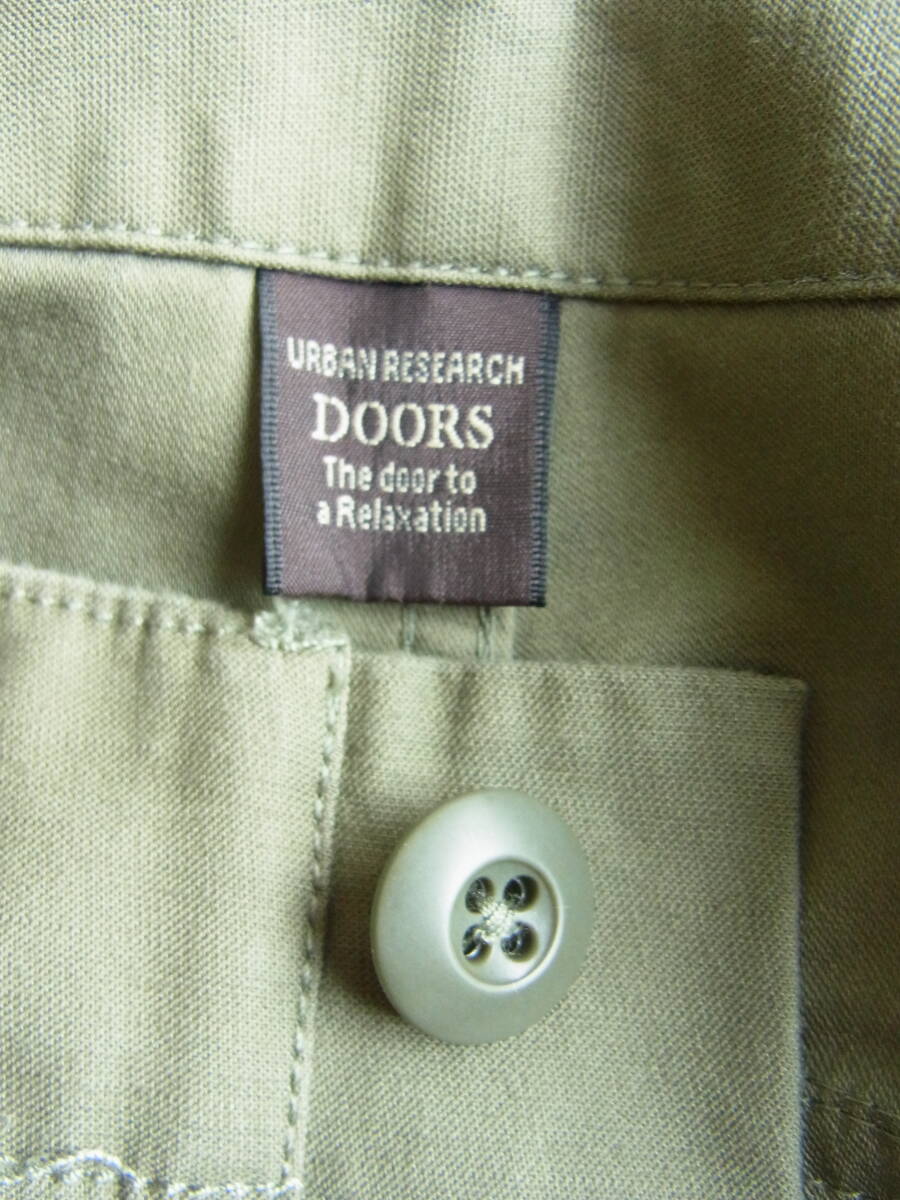 URBAN RESEARCH
DOORS
The door to
a Relaxation